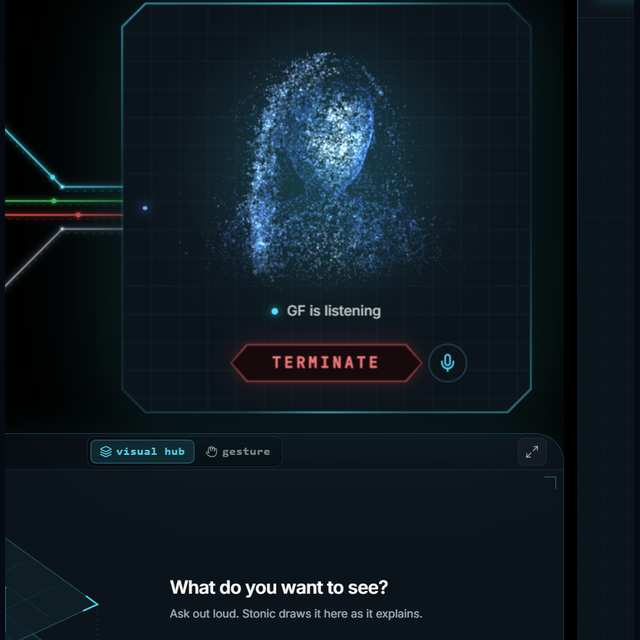 GF is listening
TERMINATE
visual hub
gesture
What do you want to see?
Ask out loud. Stonic draws it here as it explains.